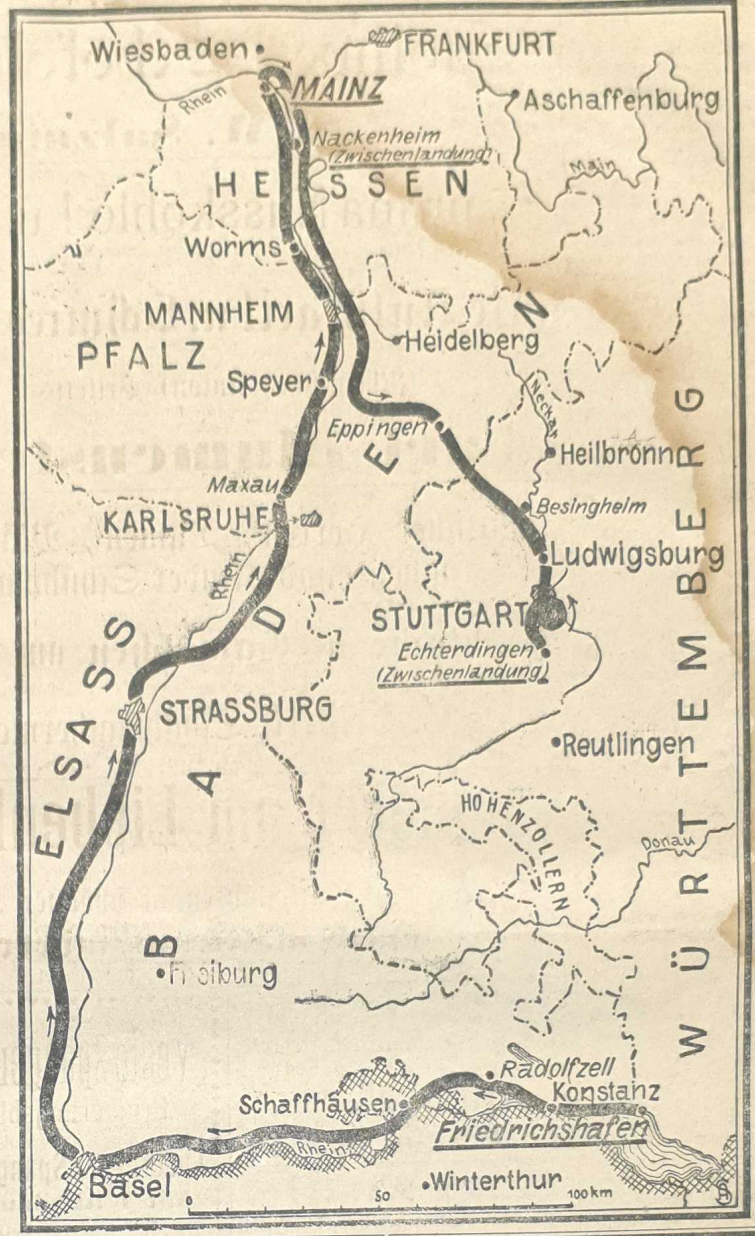 Wiesbaden
FRANKFURT
Rhein
MAINZ
Aschaffenburg
Nackenheim
(Zwischenlandung)
Main
HESSEN
Worms
MANNHEIM
PFALZ
Heidelberg
Speyer
Neckar
Eppingen
Heilbronn
Maxau
Besingheim
KARLSRUHE
Ludwigsburg
Rhein
STUTTGART
Echterdingen
(Zwischenlandung)
ELSASS
STRASSBURG
Reutlingen
BADEN
HOHENZOLLERN
Donau
WÜRTTEMBERG
Freiburg
Radolfzell
Schaffhausen
Konstanz
Friedrichshafen
Rhein
Basel
Winterthur
0 50 100 km